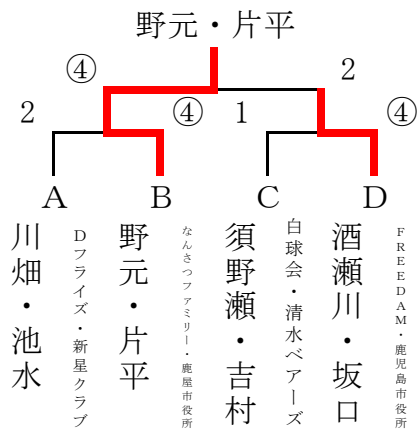 野元・片平
④ 2
2 ④ 1 ④
A B C D
川畑・池水
Dフライズ・新星クラブ
野元・片平
なんさつファミリー・鹿屋市役所
須野瀬・吉村
白球会・清水ベアーズ
酒瀬川・坂口
FREEDAM・鹿児島市役所